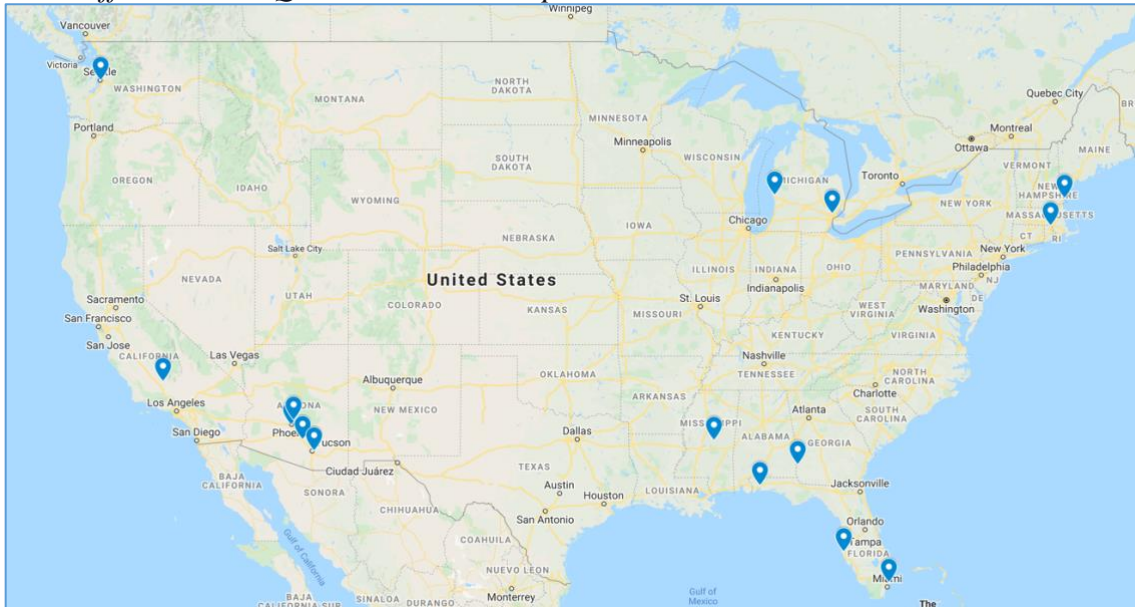 Winnipeg
Vancouver
Victoria
Seattle
WASHINGTON
Portland
OREGON
IDAHO
MONTANA
NORTH
DAKOTA
SOUTH
DAKOTA
MINNESOTA
Minneapolis
WISCONSIN
MICHIGAN
Ottawa
Montreal
Quebec City
MAINE
VERMONT
NEW
HAMPSHIRE
Toronto
NEW YORK
MASSACHUSETTS
CT
RI
WYOMING
Chicago
IOWA
NEBRASKA
Salt Lake City
NEVADA
UTAH
COLORADO
United States
KANSAS
ILLINOIS
INDIANA
Indianapolis
OHIO
PENNSYLVANIA
New York
Philadelphia
NJ
MARYLAND
DE
Washington
WEST
VIRGINIA
VIRGINIA
St. Louis
MISSOURI
KENTUCKY
Sacramento
San Francisco
San Jose
CALIFORNIA
Las Vegas
Los Angeles
San Diego
ARIZONA
Tucson
Albuquerque
NEW MEXICO
OKLAHOMA
ARKANSAS
Nashville
TENNESSEE
NORTH
CAROLINA
Charlotte
SOUTH
CAROLINA
Atlanta
MISSISSIPPI
ALABAMA
GEORGIA
Dallas
TEXAS
Austin
Houston
San Antonio
LOUISIANA
Jacksonville
Orlando
Tampa
FLORIDA
Miami
Ciudad Juárez
BAJA
CALIFORNIA
SONORA
CHIHUAHUA
COAHUILA
NUEVO LEON
Monterrey
Gulf of California
BAJA
CALIFORNIA SUR
SINALOA
DURANGO
Gulf of
Mexico
The